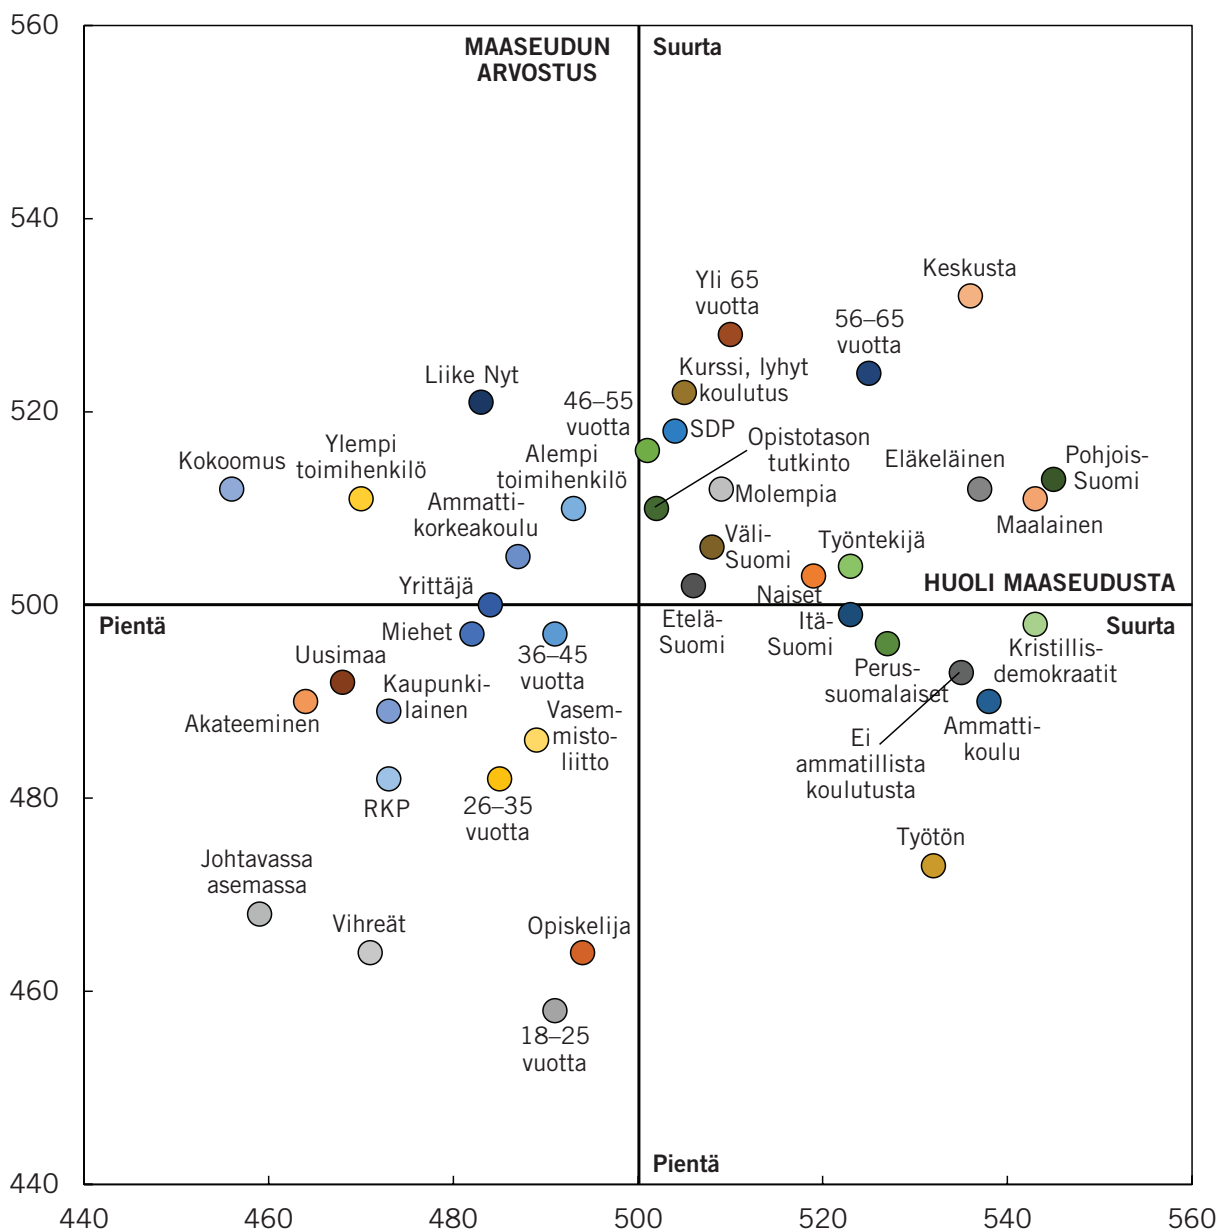 560
MAASEUDUN
ARVOSTUS
Suurta
540
Keskusta
Yli 65
vuotta
56–65
vuotta
Liike Nyt
Kurssi, lyhyt
koulutus
520
46–55
vuotta
SDP
Opistotason
tutkinto
Kokoomus
Ylempi
toimihenkilö
Alempi
toimihenkilö
Molempia
Eläkeläinen
Pohjois-
Suomi
Maalainen
Ammatti-
korkeakoulu
Väli-
Suomi
Työntekijä
Yrittäjä
Naiset
HUOLI MAASEUDUSTA
500
Pientä
Miehet
36–45
vuotta
Etelä-
Suomi
Itä-
Suomi
Suurta
Kristillis-
demokraatit
Uusimaa
Perus-
suomalaiset
Akateeminen
Kaupunki-
lainen
Vasem-
misto-
liitto
Ei
ammatillista
koulutusta
Ammatti-
koulu
480
RKP
26–35
vuotta
Työtön
Johtavassa
asemassa
Vihreät
Opiskelija
460
18–25
vuotta
Pientä
440
440
460
480
500
520
540
560